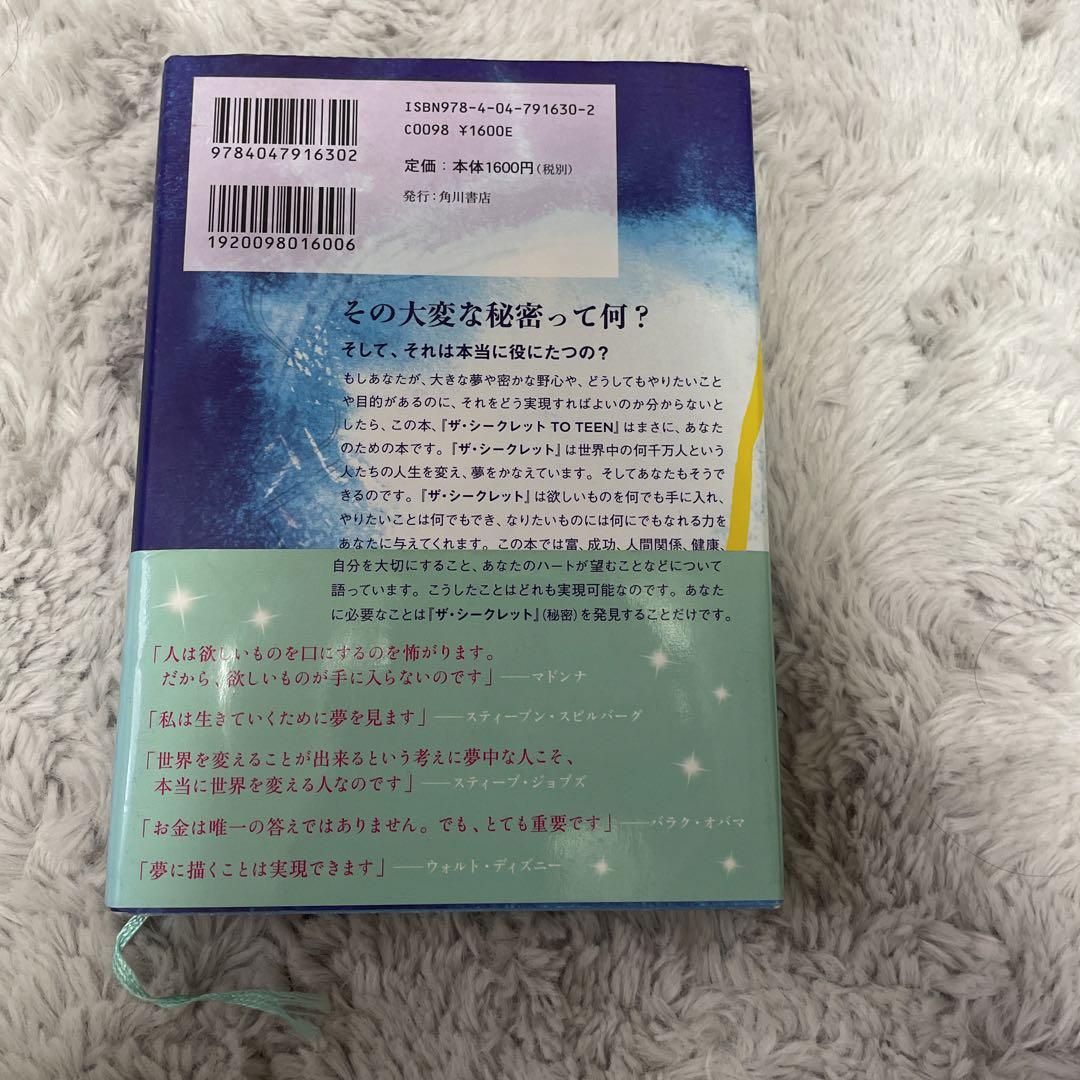 ISBN978-4-04-791630-2
C0098 ¥1600E
9784047916302
定価：本体1600円（税別）
発行：角川書店
1920098016006
その大変な秘密って何？
そして、それは本当に役にたつの？
もしあなたが、大きな夢や密かな野心や、どうしてもやりたいこと
や目的があるのに、それをどう実現すればよいのか分からないと
したら、この本、『ザ・シークレット TO TEEN』はまさに、あなた
のための本です。『ザ・シークレット』は世界中の何千万人という
人たちの人生を変え、夢をかなえています。そしてあなたもそうで
きるのです。『ザ・シークレット』は欲しいものを何でも手に入れ、
やりたいことは何でもでき、なりたいものには何にでもなれる力を
あなたに与えてくれます。この本では富、成功、人間関係、健康、
自分を大切にすること、あなたのハートが望むことなどについて
語っています。こうしたことはどれも実現可能なのです。あなた
に必要なことは『ザ・シークレット』（秘密）を発見することだけです。
「人は欲しいものを口にするのを怖がります。
だから、欲しいものが手に入らないのです」──マドンナ
「私は生きていくために夢を見ます」──スティーブン・スピルバーグ
「世界を変えることが出来るという考えに夢中な人こそ、
本当に世界を変える人なのです」──スティーブ・ジョブズ
「お金は唯一の答えではありません。でも、とても重要です」──バラク・オバマ
「夢に描くことは実現できます」──ウォルト・ディズニー